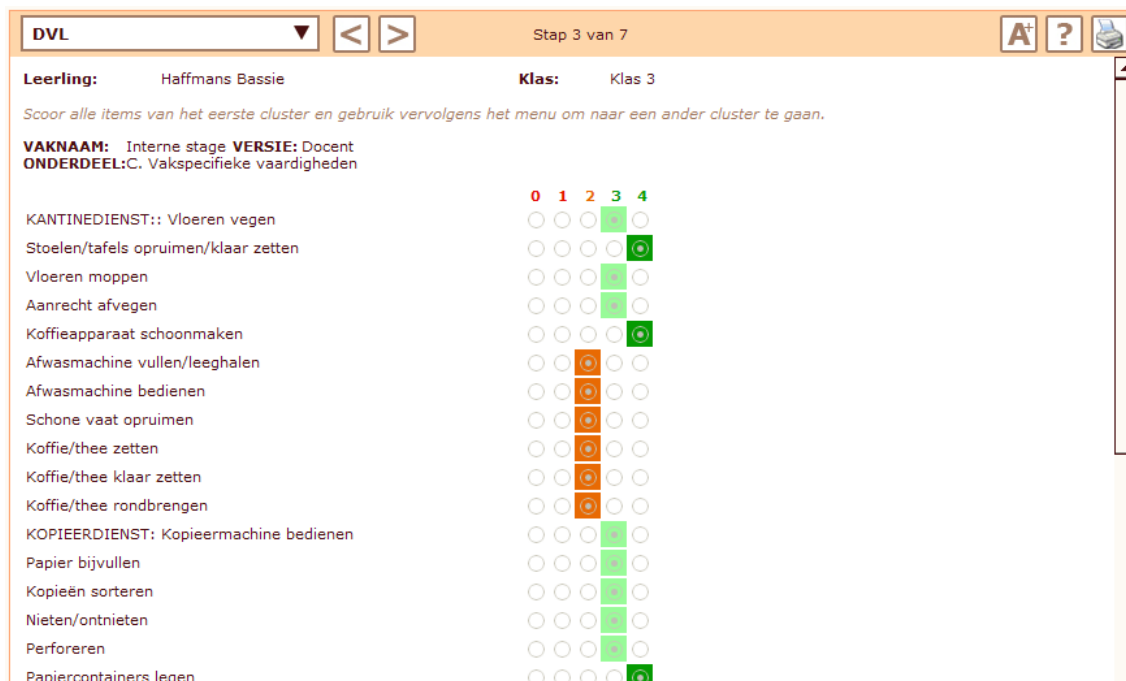 DVL ▼ < > Stap 3 van 7 A+ ?
Leerling: Haffmans Bassie Klas: Klas 3
Scoor alle items van het eerste cluster en gebruik vervolgens het menu om naar een ander cluster te gaan.
VAKNAAM: Interne stage VERSIE: Docent
ONDERDEEL:C. Vakspecifieke vaardigheden
0 1 2 3 4
KANTINEDIENST:: Vloeren vegen
Stoelen/tafels opruimen/klaar zetten
Vloeren moppen
Aanrecht afvegen
Koffieapparaat schoonmaken
Afwasmachine vullen/leeghalen
Afwasmachine bedienen
Schone vaat opruimen
Koffie/thee zetten
Koffie/thee klaar zetten
Koffie/thee rondbrengen
KOPIEERDIENST: Kopieermachine bedienen
Papier bijvullen
Kopieën sorteren
Nieten/ontnieten
Perforeren
Papiercontainers legen